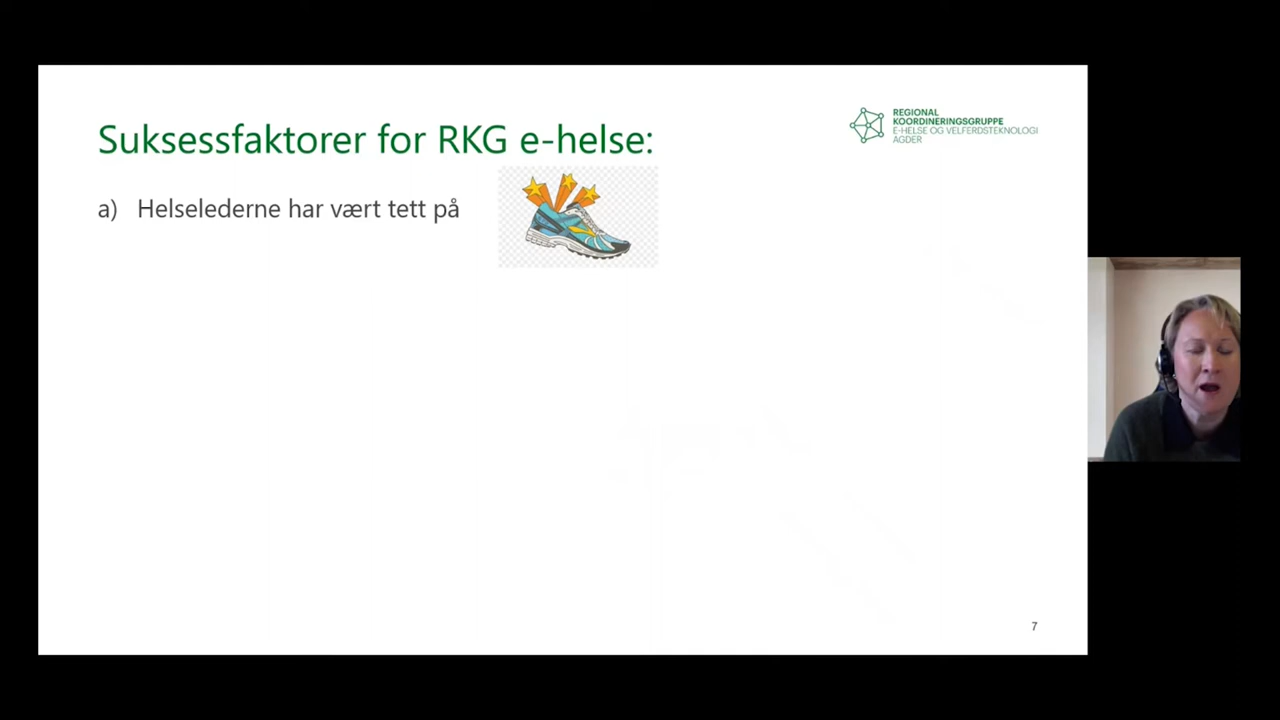 Suksessfaktorer for RKG e-helse:
REGIONAL
KOORDINERINGSGRUPPE
E-HELSE OG VELFERDSTEKNOLOGI
AGDER
a) Helselederne har vært tett på
7